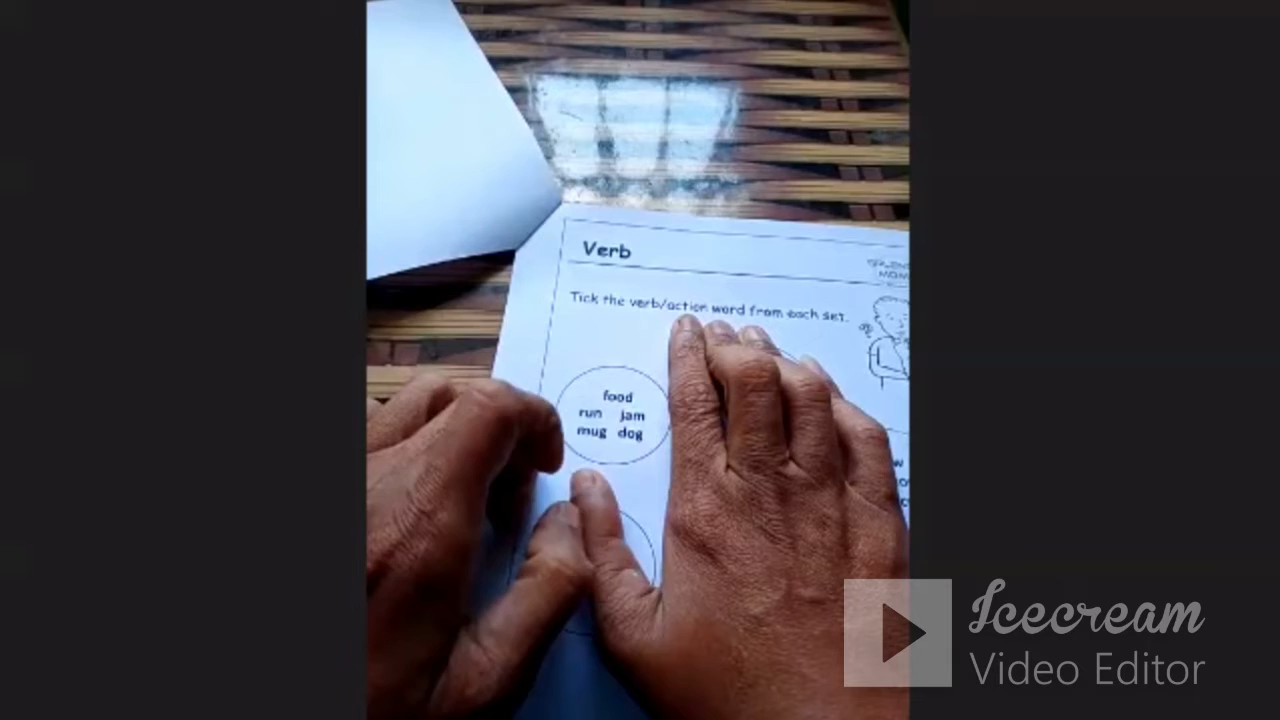 Verb
Tick the verb/action word from each set.
food
run jam
mug dog
Icecream
Video Editor